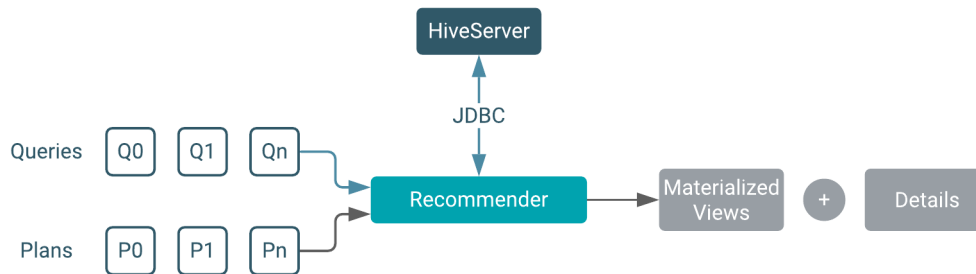 HiveServer
JDBC
Queries Q0 Q1 Qn
Recommender
Materialized
Views
+
Details
Plans P0 P1 Pn